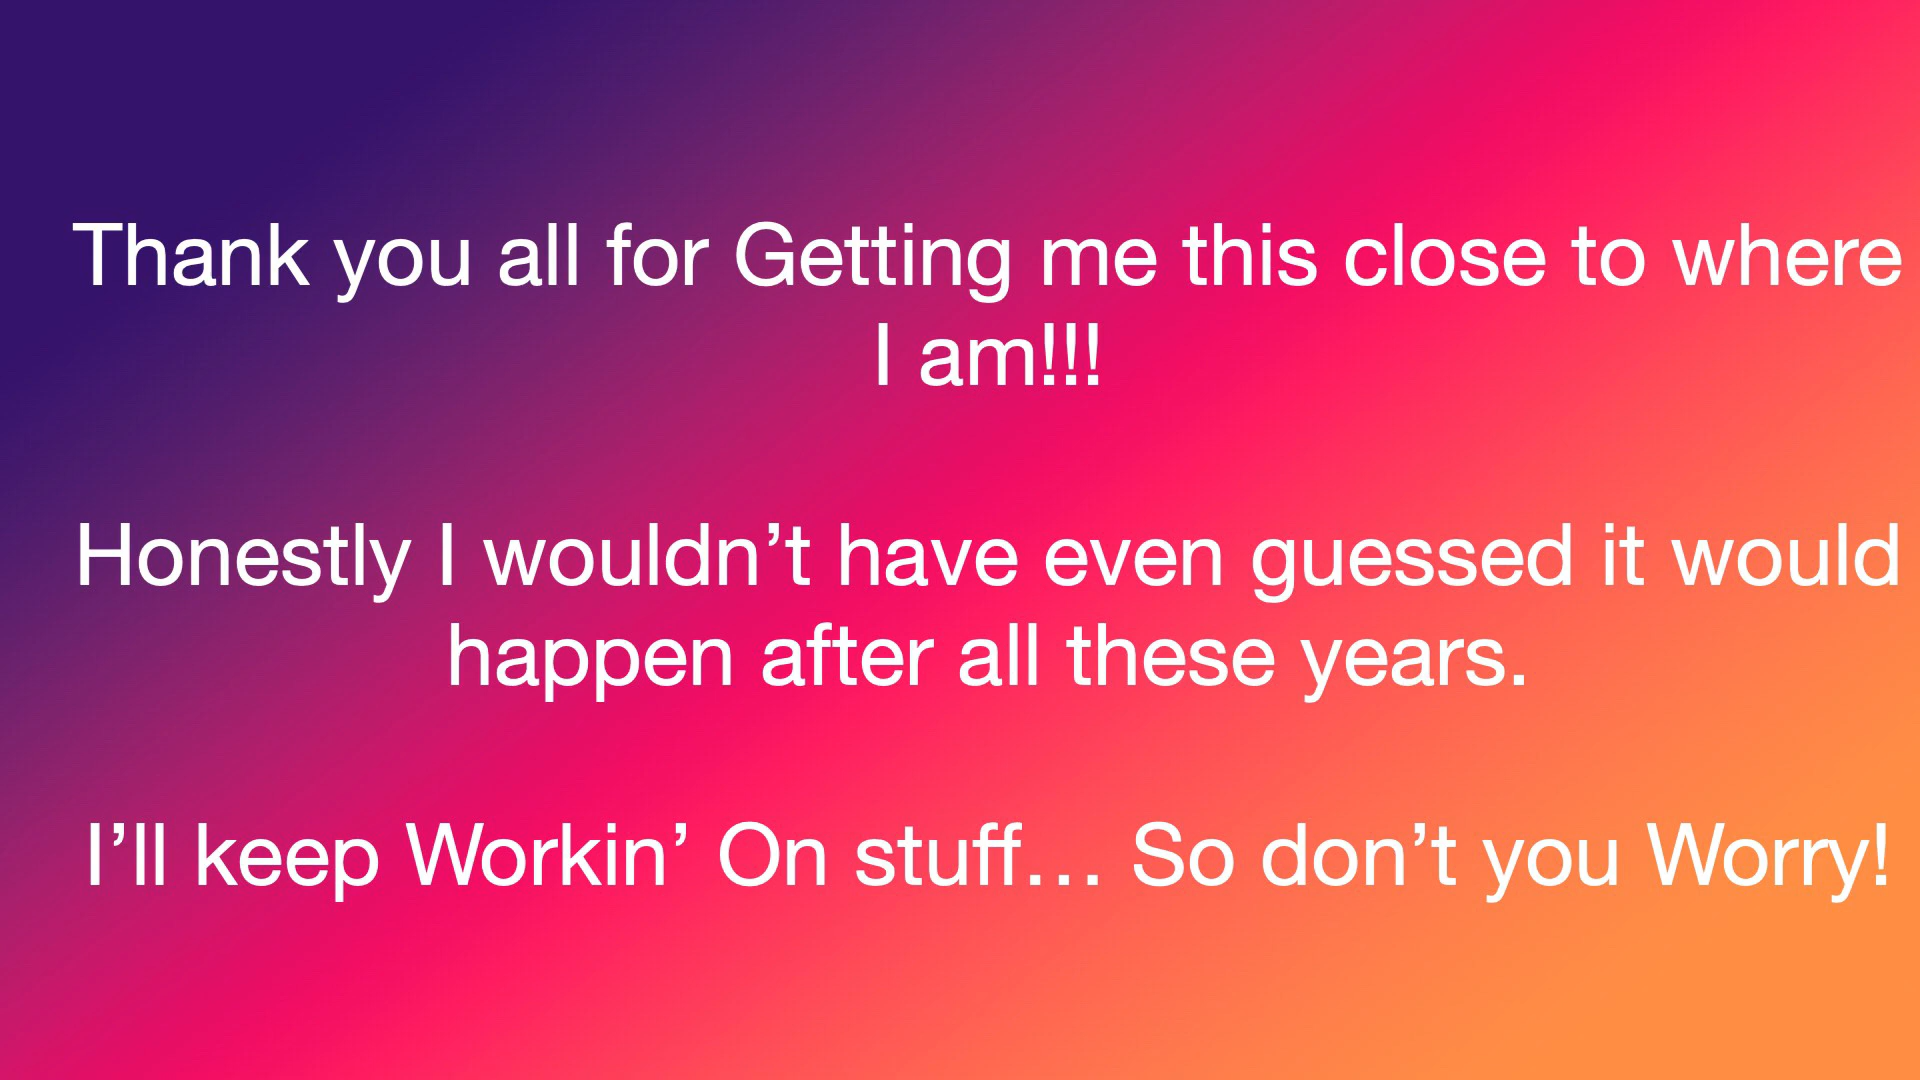 Thank you all for Getting me this close to where
I am!!!
Honestly I wouldn’t have even guessed it would
happen after all these years.
I’ll keep Workin’ On stuff… So don’t you Worry!